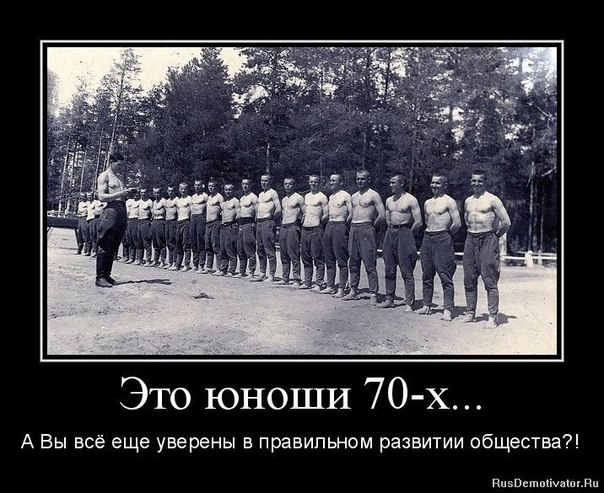 Это юноши 70-х...
А Вы всё еще уверены в правильном развитии общества?!
RusDemotivator.Ru